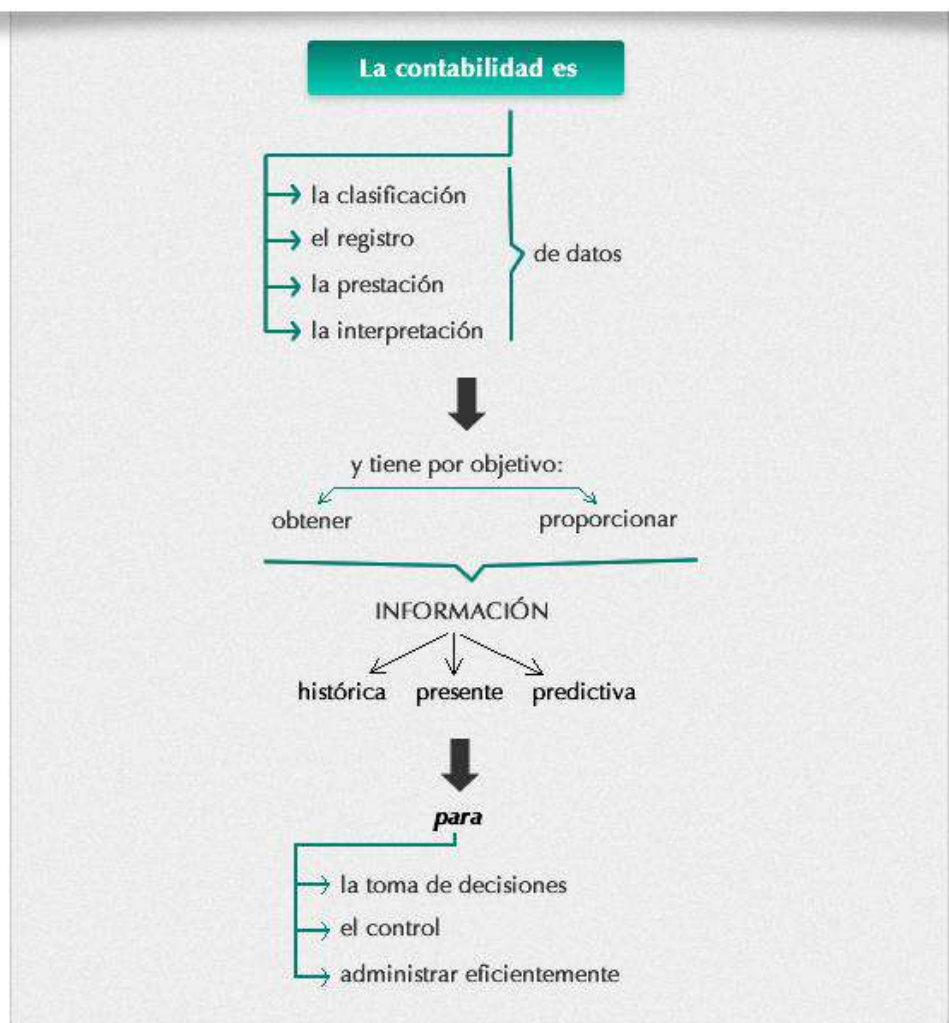 La contabilidad es
la clasificación
el registro
la prestación
la interpretación
de datos
y tiene por objetivo:
obtener
proporcionar
INFORMACIÓN
histórica presente predictiva
para
la toma de decisiones
el control
administrar eficientemente